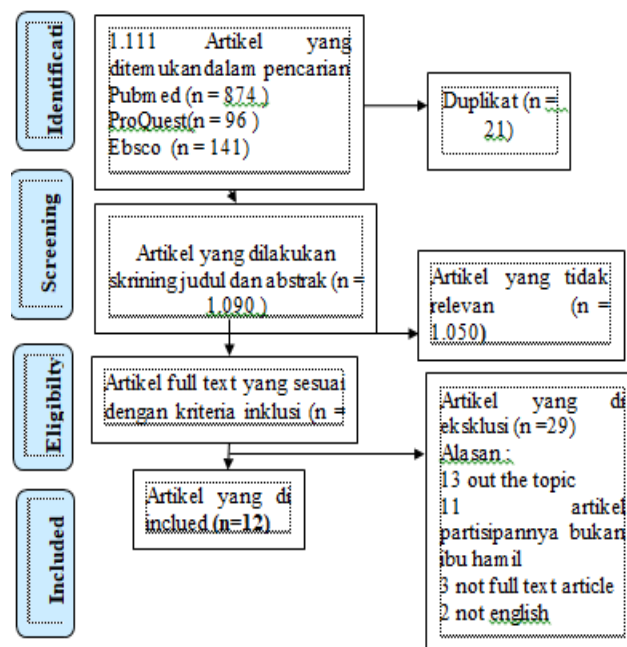 Identificati
1.111 Artikel yang
ditemukan dalam pencarian
Pubmed (n = 874 )
ProQuest(n = 96 )
Ebsco (n = 141)
Duplikat (n =
21)
Screening
Artikel yang dilakukan
skrining judul dan abstrak (n =
1.090 )
Artikel yang tidak
relevan (n =
1.050)
Eligibilty
Artikel full text yang sesuai
dengan kriteria inklusi (n =
Artikel yang di
eksklusi (n =29)
Alasan :
13 out the topic
11 artikel
partisipannya bukan
ibu hamil
3 not full text article
2 not english
Included
Artikel yang di
inclued (n=12)